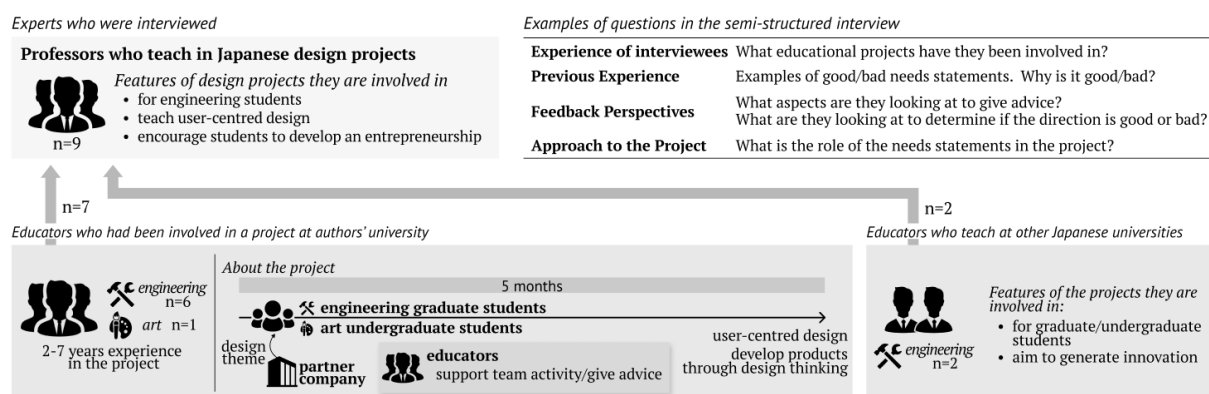 Experts who were interviewed
Professors who teach in Japanese design projects
Features of design projects they are involved in
• for engineering students
• teach user-centred design
• encourage students to develop an entrepreneurship
n=9
Examples of questions in the semi-structured interview
Experience of interviewees What educational projects have they been involved in?
Previous Experience Examples of good/bad needs statements. Why is it good/bad?
Feedback Perspectives What aspects are they looking at to give advice?
What are they looking at to determine if the direction is good or bad?
Approach to the Project What is the role of the needs statements in the project?
n=7
n=2
Educators who had been involved in a project at authors' university
engineering
n=6
art n=1
2-7 years experience
in the project
About the project
5 months
engineering graduate students
art undergraduate students
design
theme
partner
company
educators
support team activity/give advice
user-centred design
develop products
through design thinking
Educators who teach at other Japanese universities
engineering
n=2
Features of the projects they are
involved in:
• for graduate/undergraduate
students
• aim to generate innovation